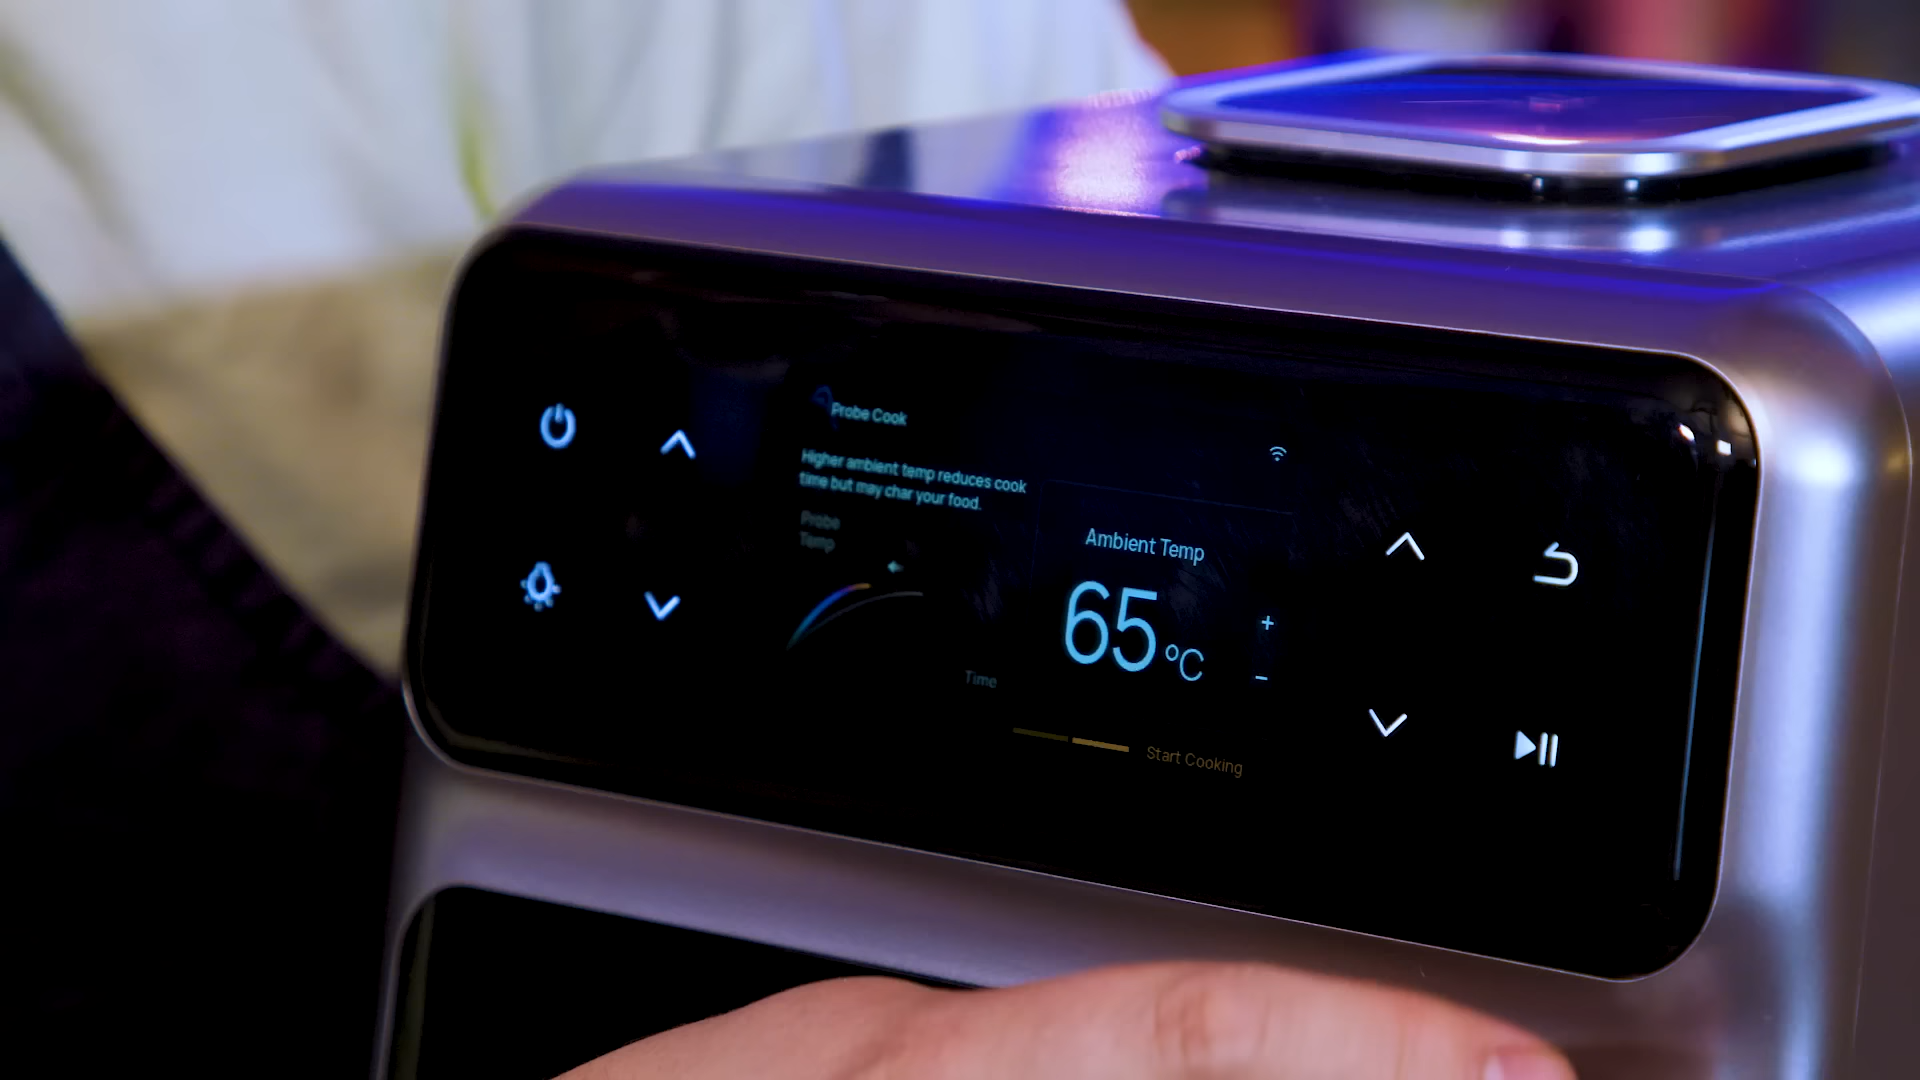 Probe Cook
Higher ambient temp reduces cook
time but may char your food.
Probe
Temp
Time
Ambient Temp
65 °C
+
-
Start Cooking